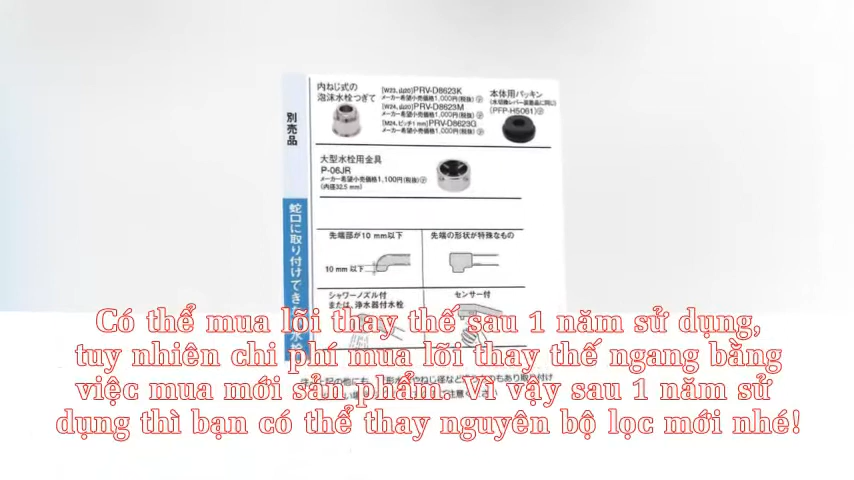 別売品
内ねじ式の
泡沫水栓つぎて
[W23,山20]PRV-D8623K
メーカー希望小売価格1,000円(税抜)
[W24,山20]PRV-D8623M
メーカー希望小売価格1,000円(税抜)
[M24,ピッチ1mm]PRV-D8623G
メーカー希望小売価格1,000円(税抜)
本体用パッキン
(PFP-H5061)
大型水栓用金具
P-06JR
メーカー希望小売価格1,100円(税抜)
(内径32.5 mm)
蛇口に取り付けでき
先端部が10 mm以下
先端の形状が特殊なもの
10 mm 以下
シャワーノズル付
または、浄水器付水栓
センサー付
Có thể mua lõi thay thế sau 1 năm sử dụng,
tuy nhiên chi phí mua lõi thay thế ngang bằng
việc mua mới sản phẩm. Vì vậy sau 1 năm sử
dụng thì bạn có thể thay nguyên bộ lọc mới nhé!